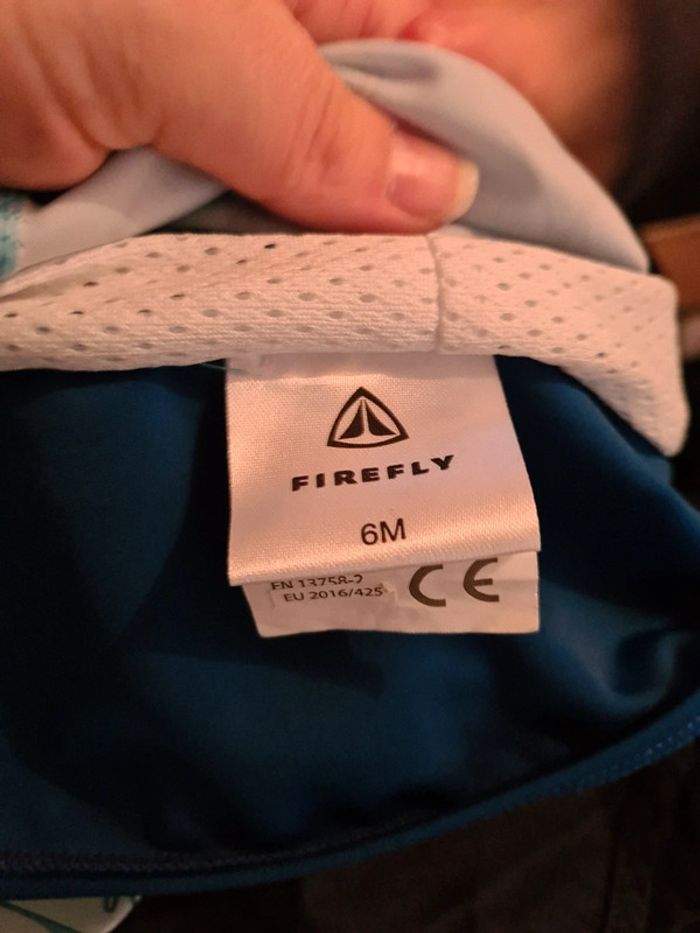 FIREFLY
6M
EN 13758-2
EU 2016/425
CE